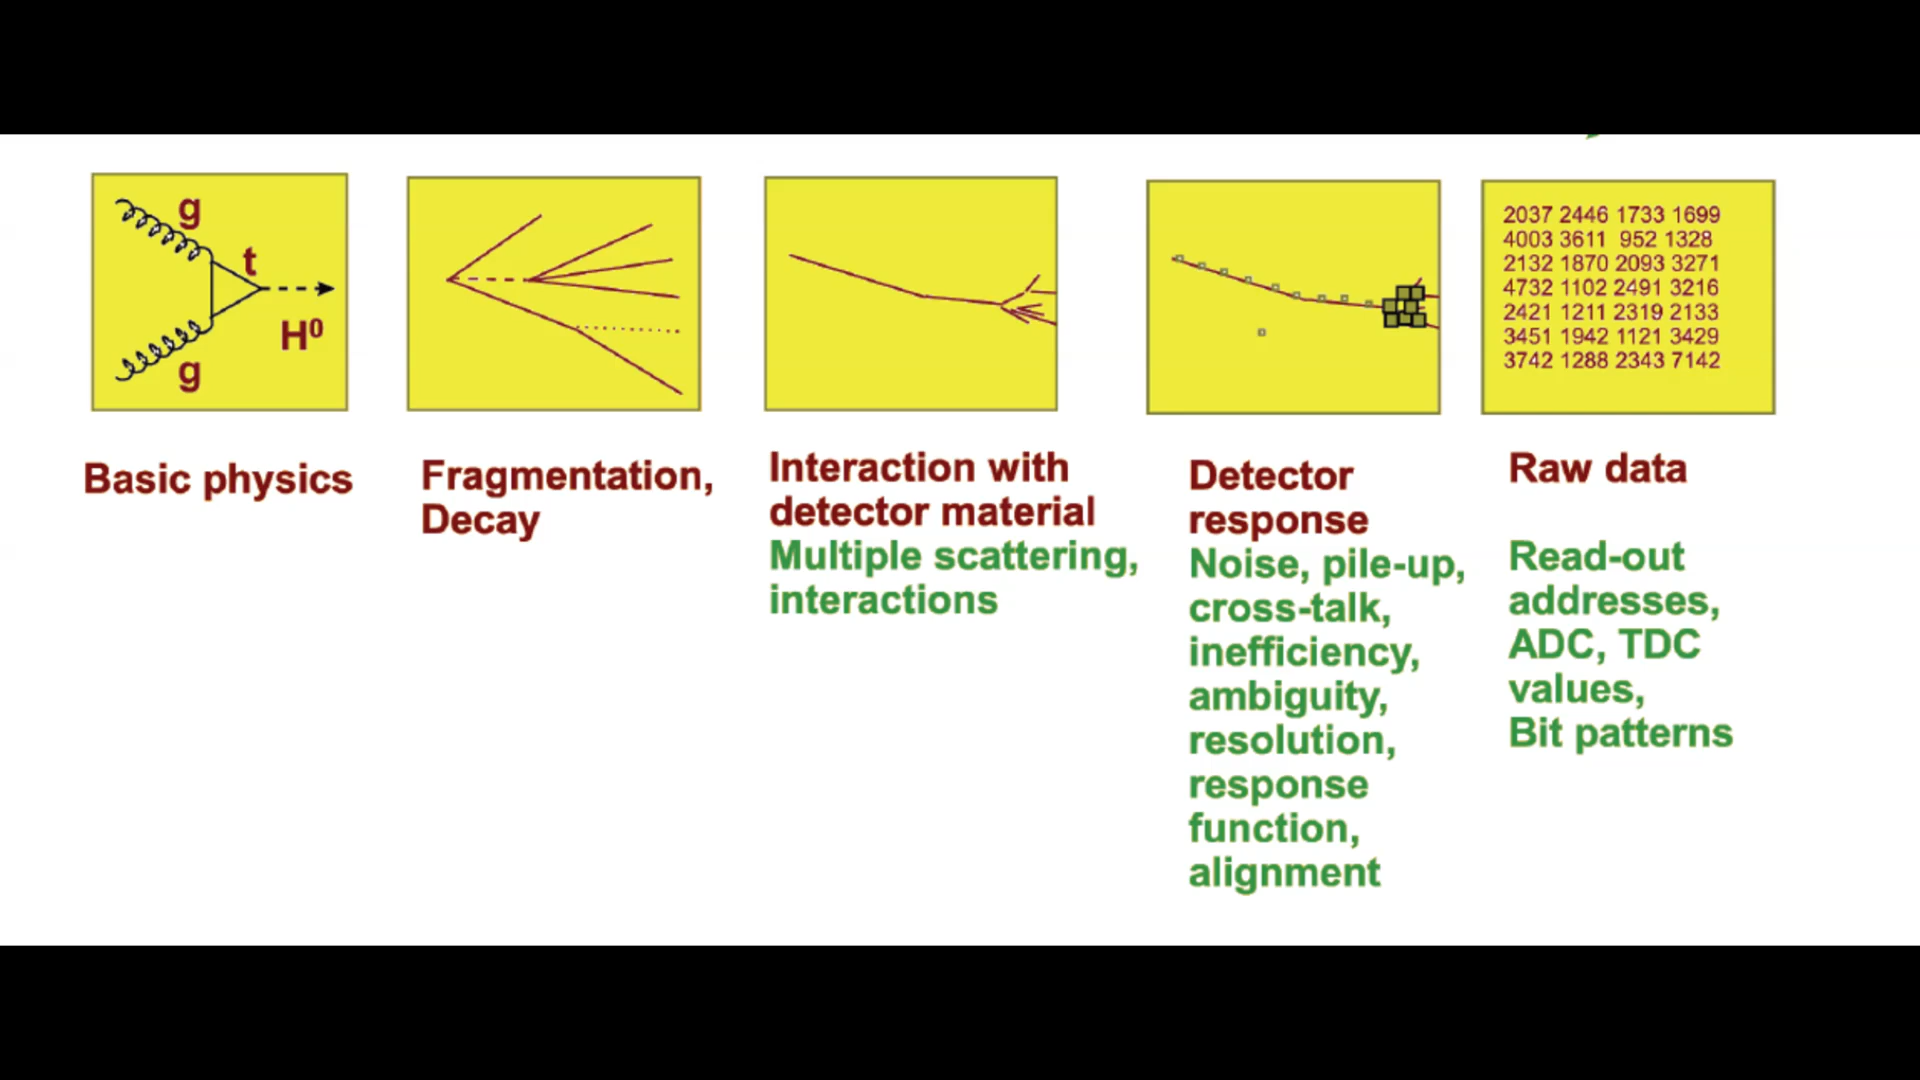 g
t
H⁰
g
Basic physics
Fragmentation,
Decay
Interaction with
detector material
Multiple scattering,
interactions
Detector
response
Noise, pile-up,
cross-talk,
inefficiency,
ambiguity,
resolution,
response
function,
alignment
2037 2446 1733 1699
4003 3611 952 1328
2132 1870 2093 3271
4732 1102 2491 3216
2421 1211 2319 2133
3451 1942 1121 3429
3742 1288 2343 7142
Raw data
Read-out
addresses,
ADC, TDC
values,
Bit patterns